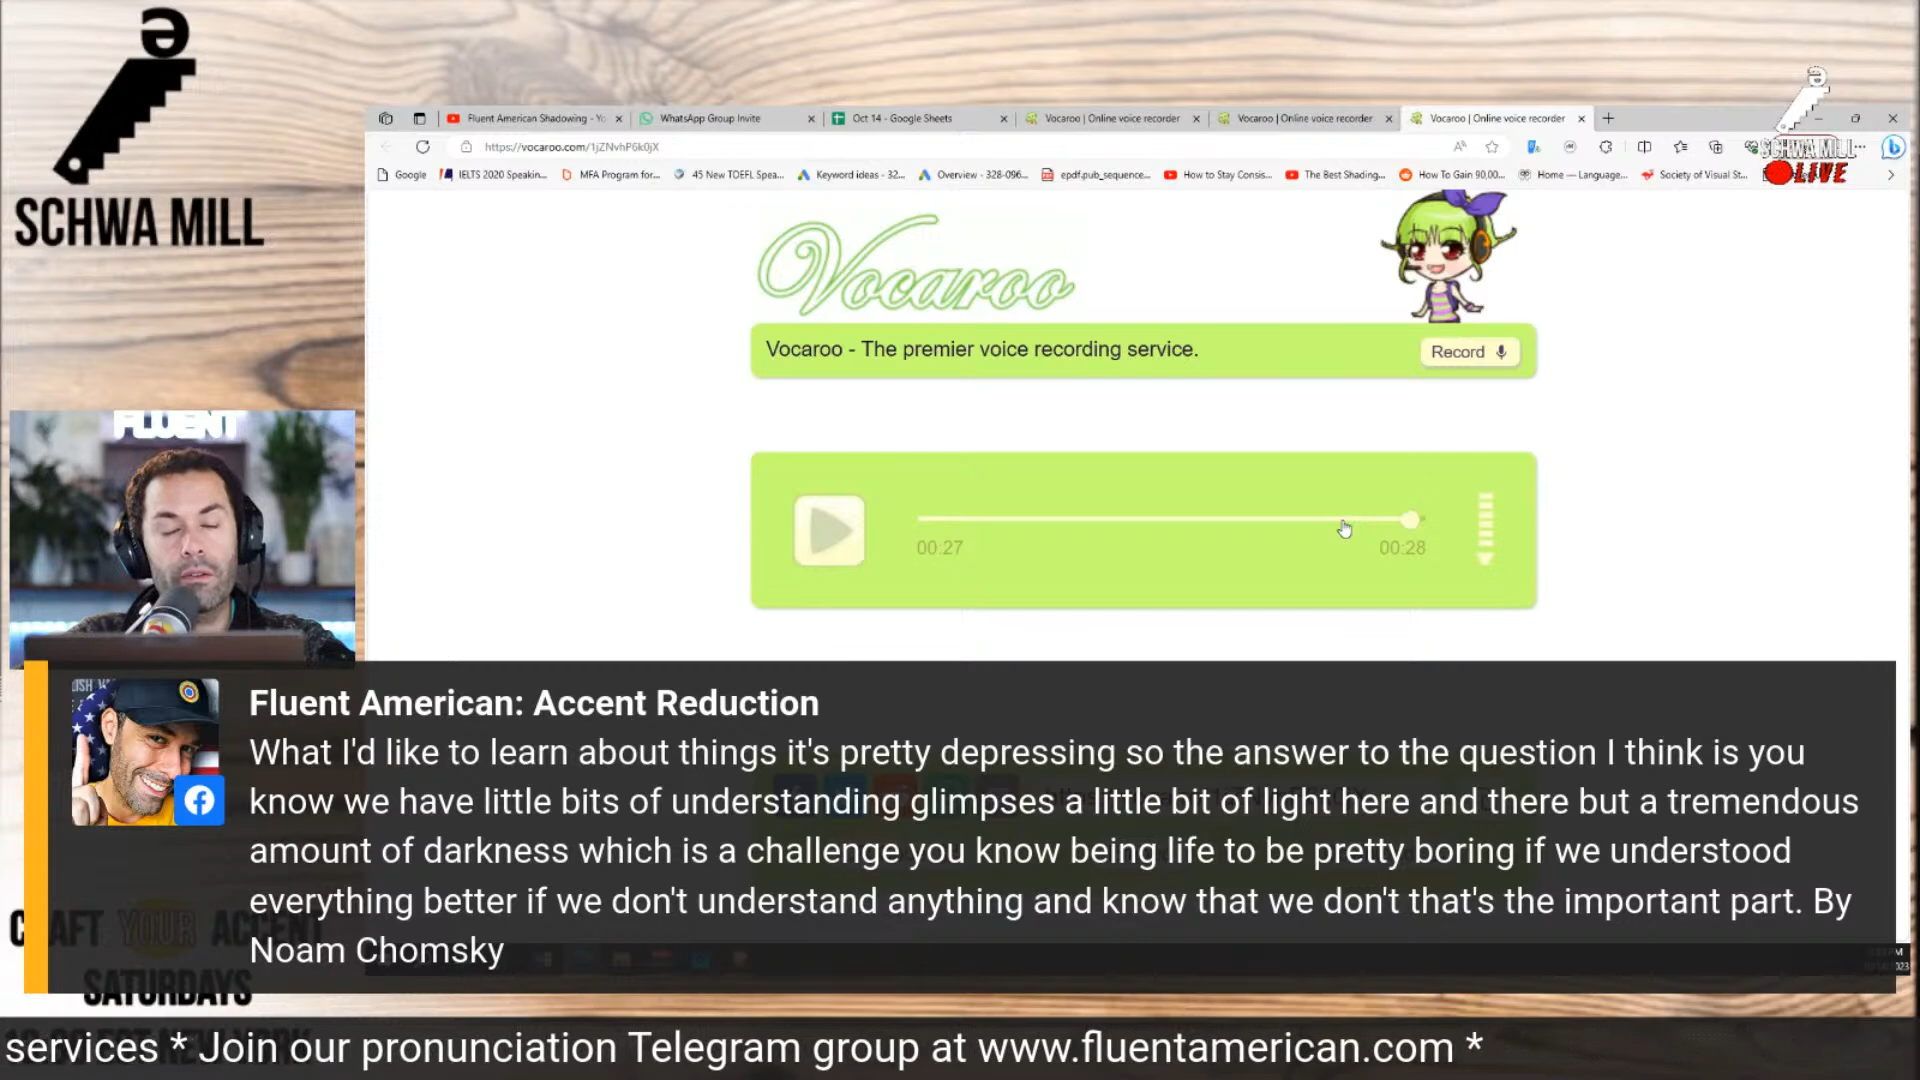 ə
SCHWA MILL
Fluent American Shadowing - Yo
WhatsApp Group Invite
Oct 14 - Google Sheets
Vocaroo | Online voice recorder
Vocaroo | Online voice recorder
Vocaroo | Online voice recorder
https://vocaroo.com/1jZNvhP6k0jX
SCHWA MILL
LIVE
Google
IELTS 2020 Speakin...
MFA Program for...
45 New TOEFL Spea...
Keyword ideas - 32...
Overview - 328-096...
epdf.pub_sequence...
How to Stay Consis...
The Best Shading...
How To Gain 90,00...
Home — Language...
Society of Visual St...
Vocaroo
Vocaroo - The premier voice recording service.
Record
00:27
00:28
FLUENT
Fluent American: Accent Reduction
What I'd like to learn about things it's pretty depressing so the answer to the question I think is you
know we have little bits of understanding glimpses a little bit of light here and there but a tremendous
amount of darkness which is a challenge you know being life to be pretty boring if we understood
everything better if we don't understand anything and know that we don't that's the important part. By
Noam Chomsky
CRAFT YOUR ACCENT
SATURDAYS
services * Join our pronunciation Telegram group at www.fluentamerican.com *